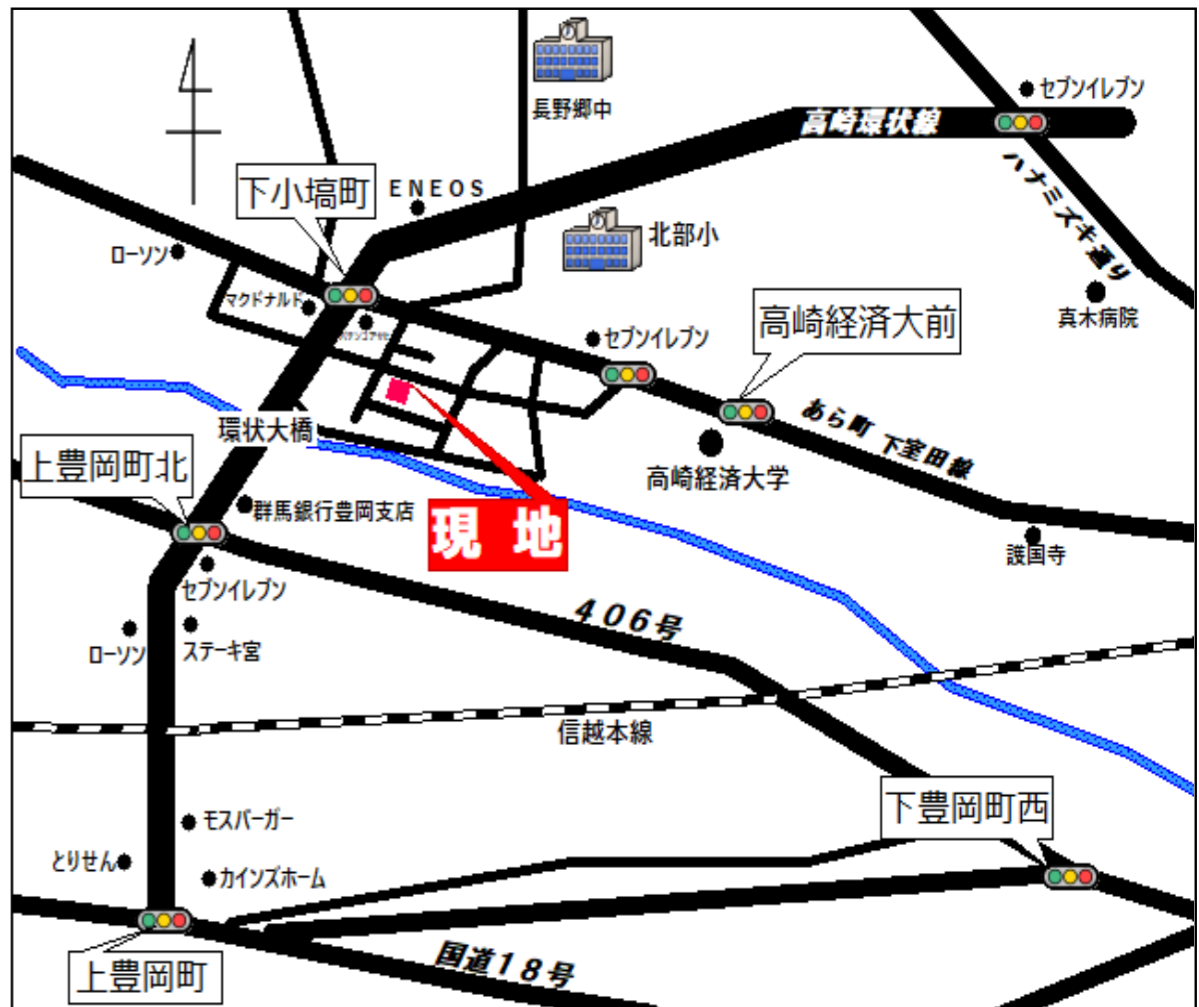 長野郷中
セブンイレブン
高崎環状線
ハナミズキ通り
下小塙町
ENEOS
北部小
ローソン
マクドナルド
真木病院
高崎経済大前
セブンイレブン
あら町 下室田線
環状大橋
上豊岡町北
高崎経済大学
群馬銀行豊岡支店
現 地
護国寺
セブンイレブン
406号
ローソン
ステーキ宮
信越本線
下豊岡町西
モスバーガー
とりせん
カインズホーム
国道18号
上豊岡町